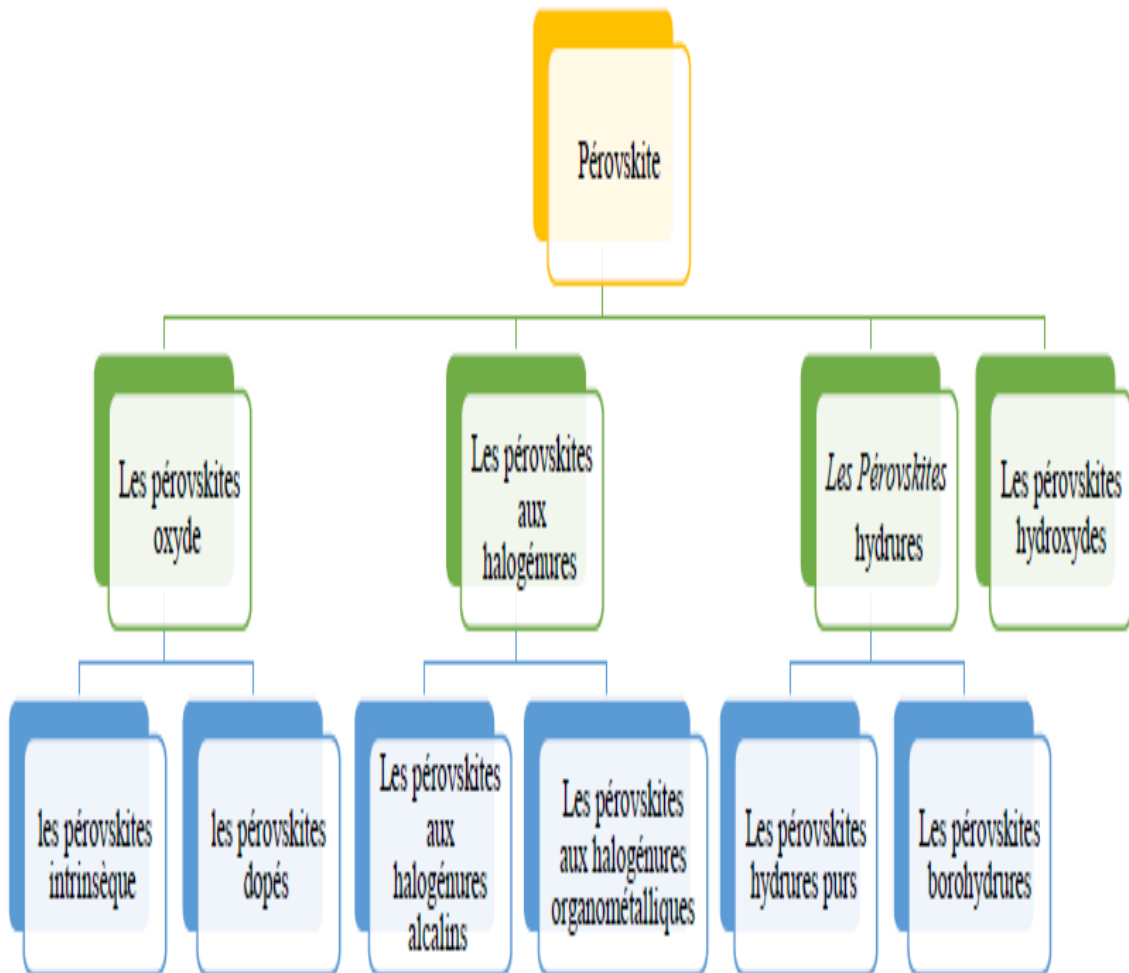 Pérovskite
Les pérovskites
oxyde
Les pérovskites
aux
halogénures
Les Pérovskites
hydrures
Les pérovskites
hydroxydes
les pérovskites
intrinsèque
les pérovskites
dopés
Les pérovskites
aux
halogénures
alcalins
Les pérovskites
aux halogénures
organométalliques
Les pérovskites
hydrures purs
Les pérovskites
borohydrures